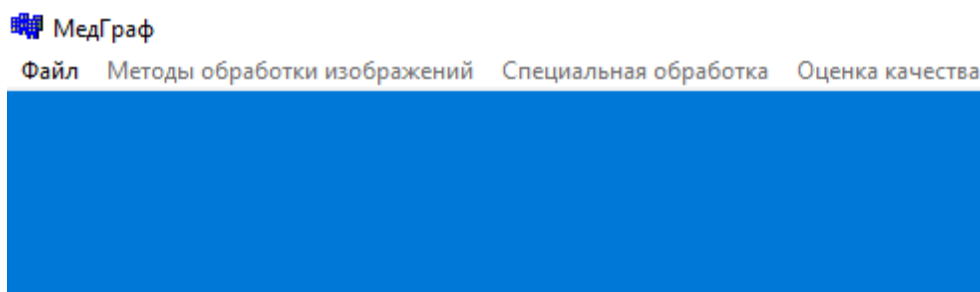 МедГраф
Файл Методы обработки изображений Специальная обработка Оценка качества